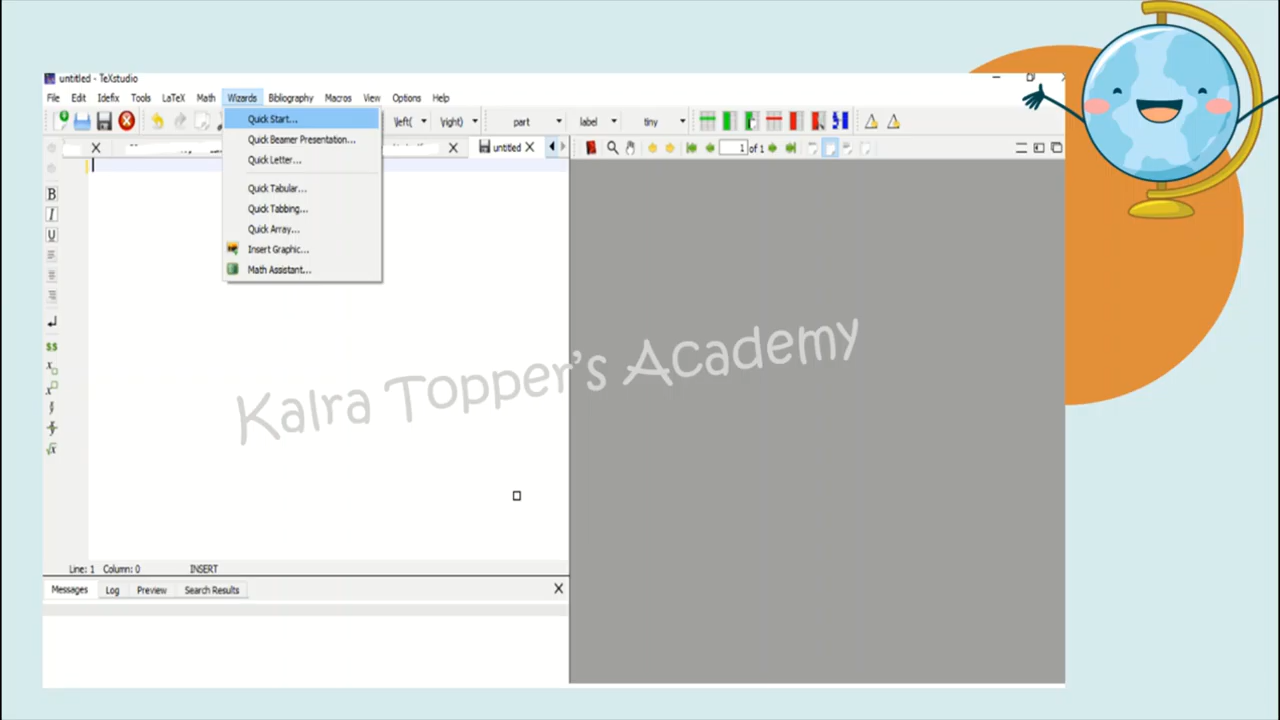 untitled - TeXstudio
File Edit Idefix Tools LaTeX Math Wizards Bibliography Macros View Options Help
\left( \right) part label tiny
Quick Start...
Quick Beamer Presentation...
Quick Letter...
Quick Tabular...
Quick Tabbing...
Quick Array...
Insert Graphic...
Math Assistant...
untitled
1 of 1
B
I
U
$$
Kalra Topper's Academy
Line: 1 Column: 0 INSERT
Messages Log Preview Search Results